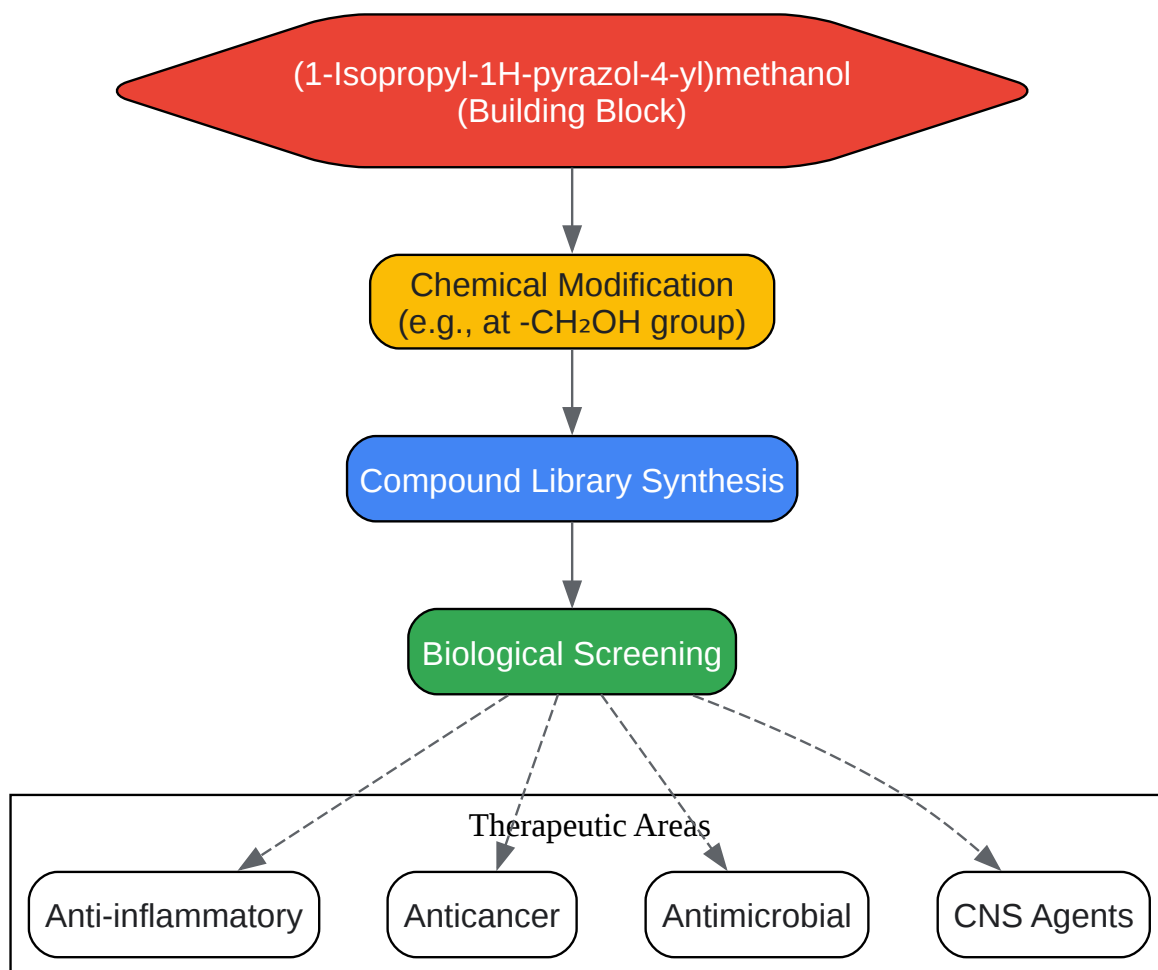 (1-Isopropyl-1H-pyrazol-4-yl)methanol
(Building Block)
Chemical Modification
(e.g., at -CH₂OH group)
Compound Library Synthesis
Biological Screening
Therapeutic Areas
Anti-inflammatory
Anticancer
Antimicrobial
CNS Agents